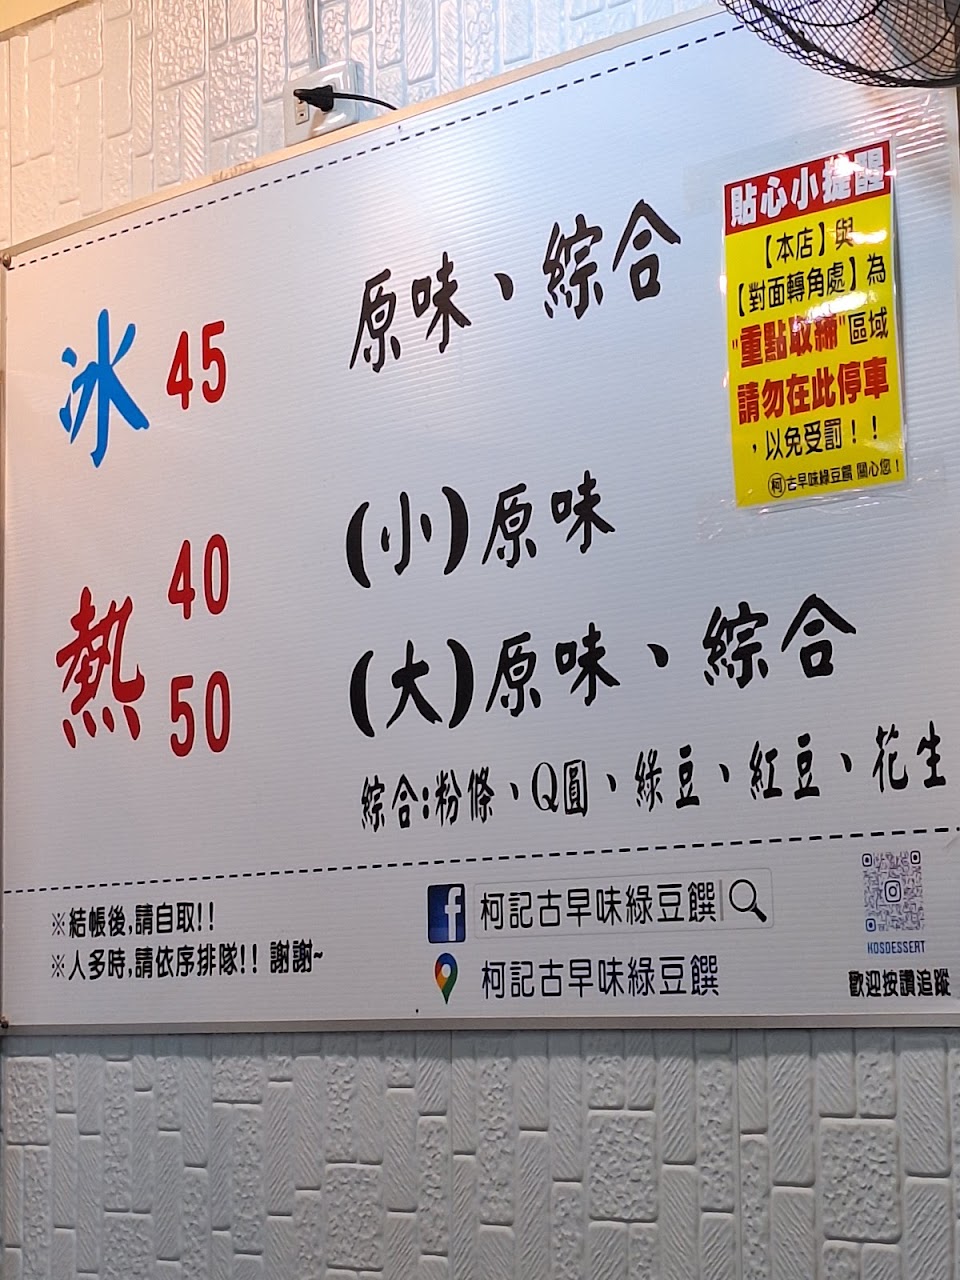 冰 45 原味、綜合
熱 40 (小)原味
50 (大)原味、綜合
綜合:粉條、Q圓、綠豆、紅豆、花生
※結帳後,請自取!!
※人多時,請依序排隊!! 謝謝~
柯記古早味綠豆饌
柯記古早味綠豆饌
KOSDESSERT
歡迎按讚追蹤
貼心小提醒
【本店】與
【對面轉角處】為
"重點取締"區域
請勿在此停車
,以免受罰!!
柯 古早味綠豆饌 關心您!